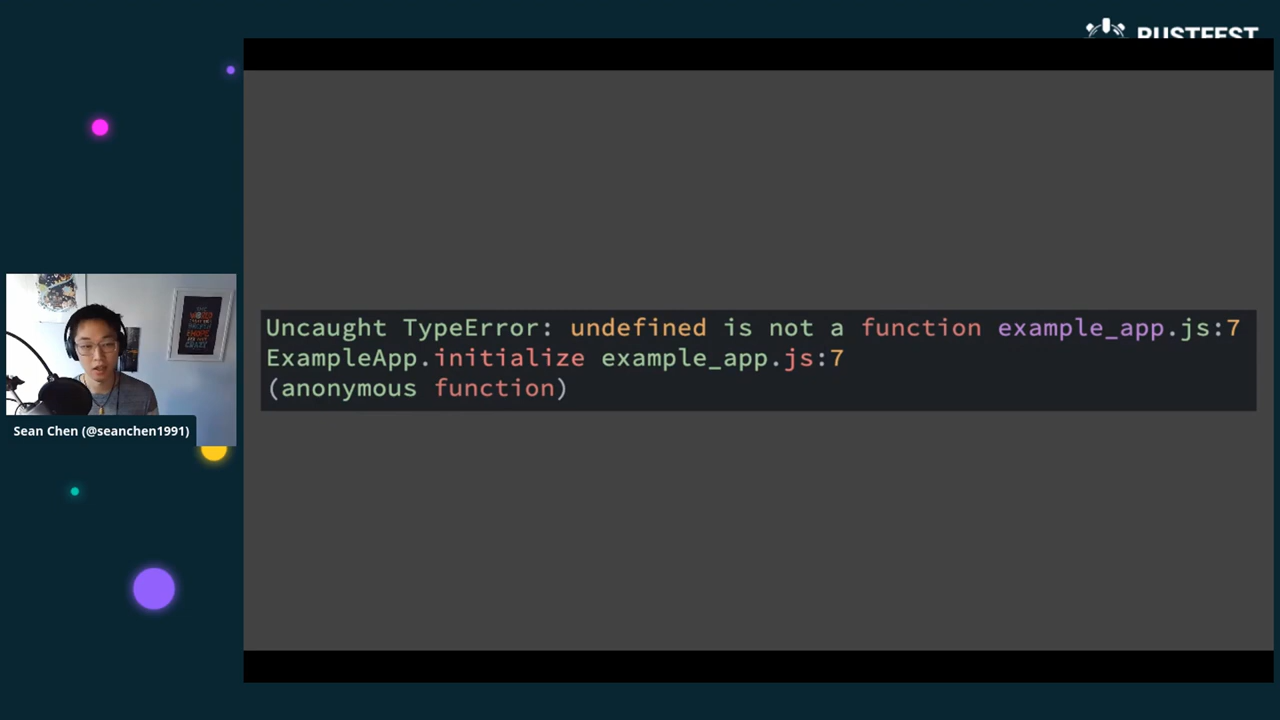 RUSTFEST
Uncaught TypeError: undefined is not a function example_app.js:7
ExampleApp.initialize example_app.js:7
(anonymous function)
Sean Chen (@seanchen1991)